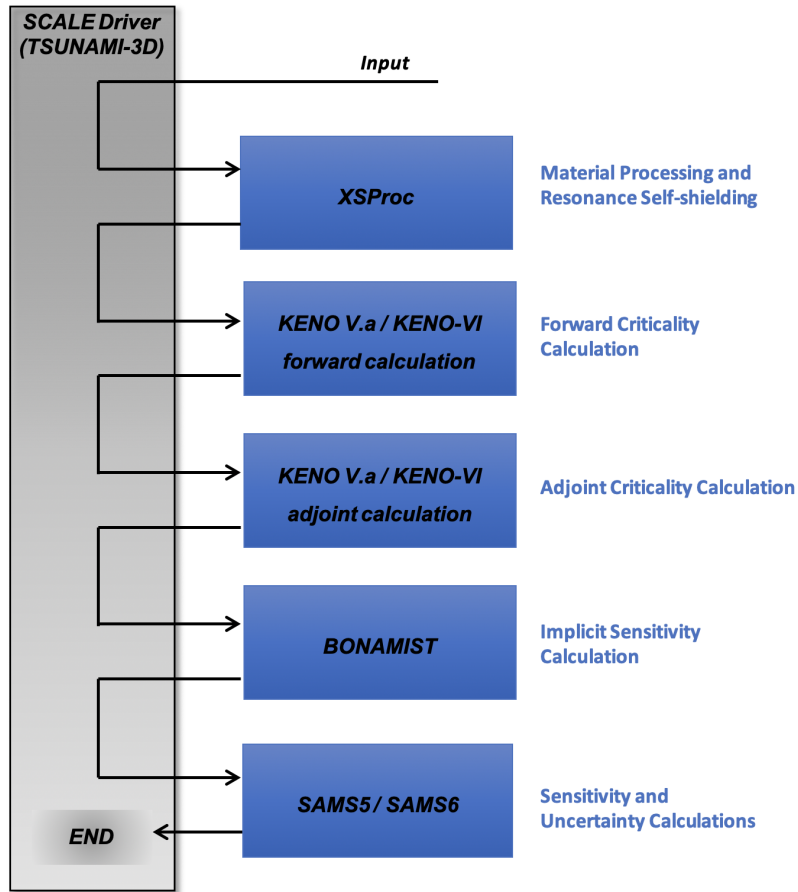 SCALE Driver
(TSUNAMI-3D)
Input
XSProc
Material Processing and
Resonance Self-shielding
KENO V.a / KENO-VI
forward calculation
Forward Criticality
Calculation
KENO V.a / KENO-VI
adjoint calculation
Adjoint Criticality Calculation
BONAMIST
Implicit Sensitivity
Calculation
SAMS5 / SAMS6
Sensitivity and
Uncertainty Calculations
END